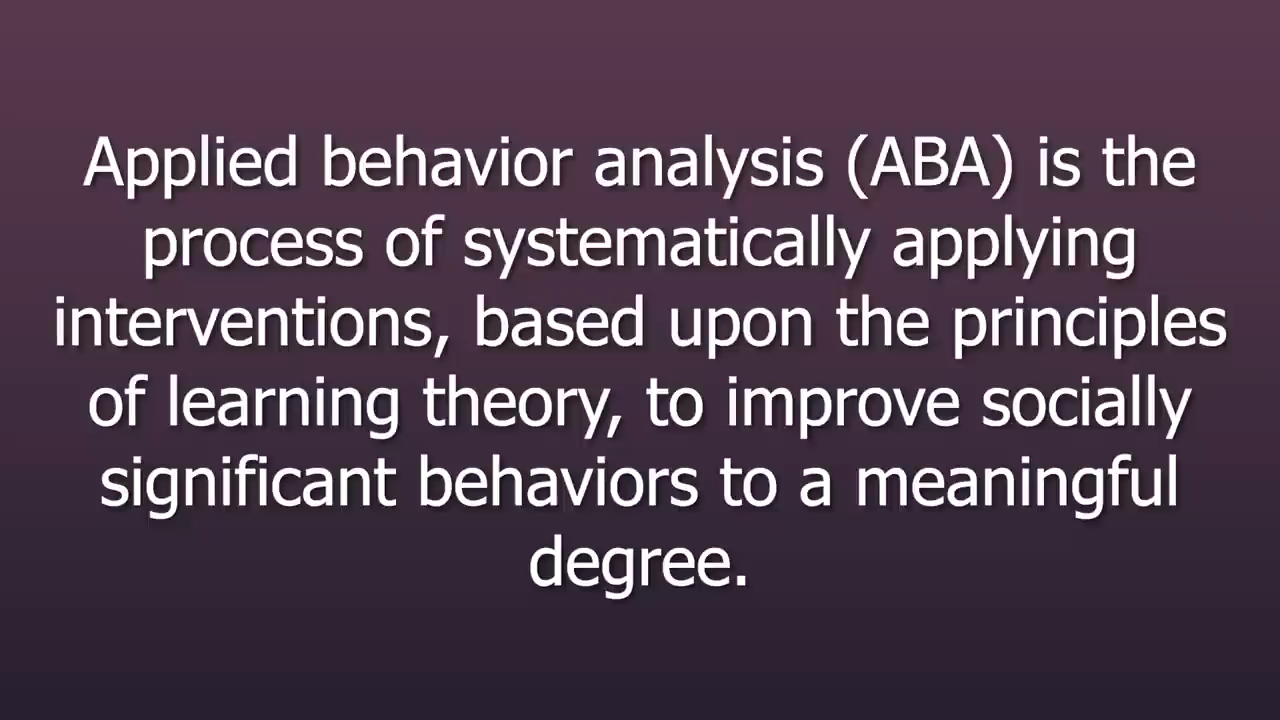 Applied behavior analysis (ABA) is the
process of systematically applying
interventions, based upon the principles
of learning theory, to improve socially
significant behaviors to a meaningful
degree.